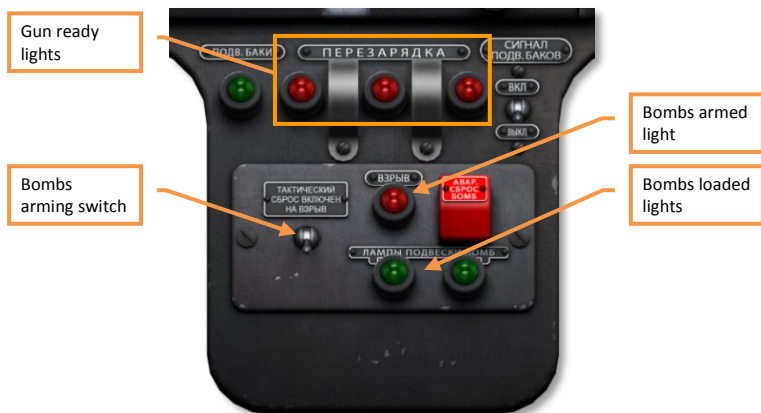 Gun ready
lights
ПОДВ. БАКИ
ПЕРЕЗАРЯДКА
СИГНАЛ
ПОДВ. БАКОВ
ВКЛ
ВЫКЛ
Bombs armed
light
Bombs
arming switch
ТАКТИЧЕСКИЙ
СБРОС ВКЛЮЧЕН
НА ВЗРЫВ
ВЗРЫВ
АВАР.
СБРОС
БОМБ
Bombs loaded
lights
ЛАМПЫ ПОДВЕСКИ БОМБ